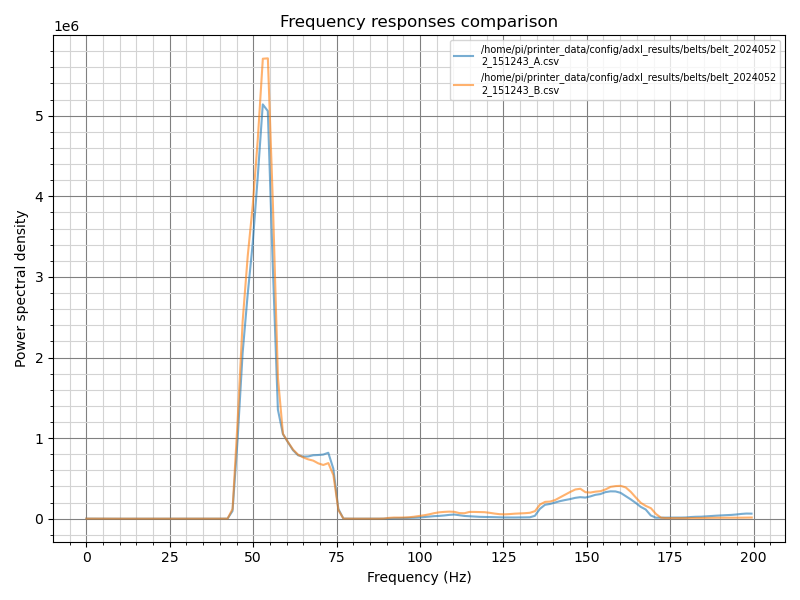 Frequency responses comparison
1e6
/home/pi/printer_data/config/adxl_results/belts/belt_2024052
2_151243_A.csv
/home/pi/printer_data/config/adxl_results/belts/belt_2024052
2_151243_B.csv
Power spectral density
5
4
3
2
1
0
0 25 50 75 100 125 150 175 200
Frequency (Hz)